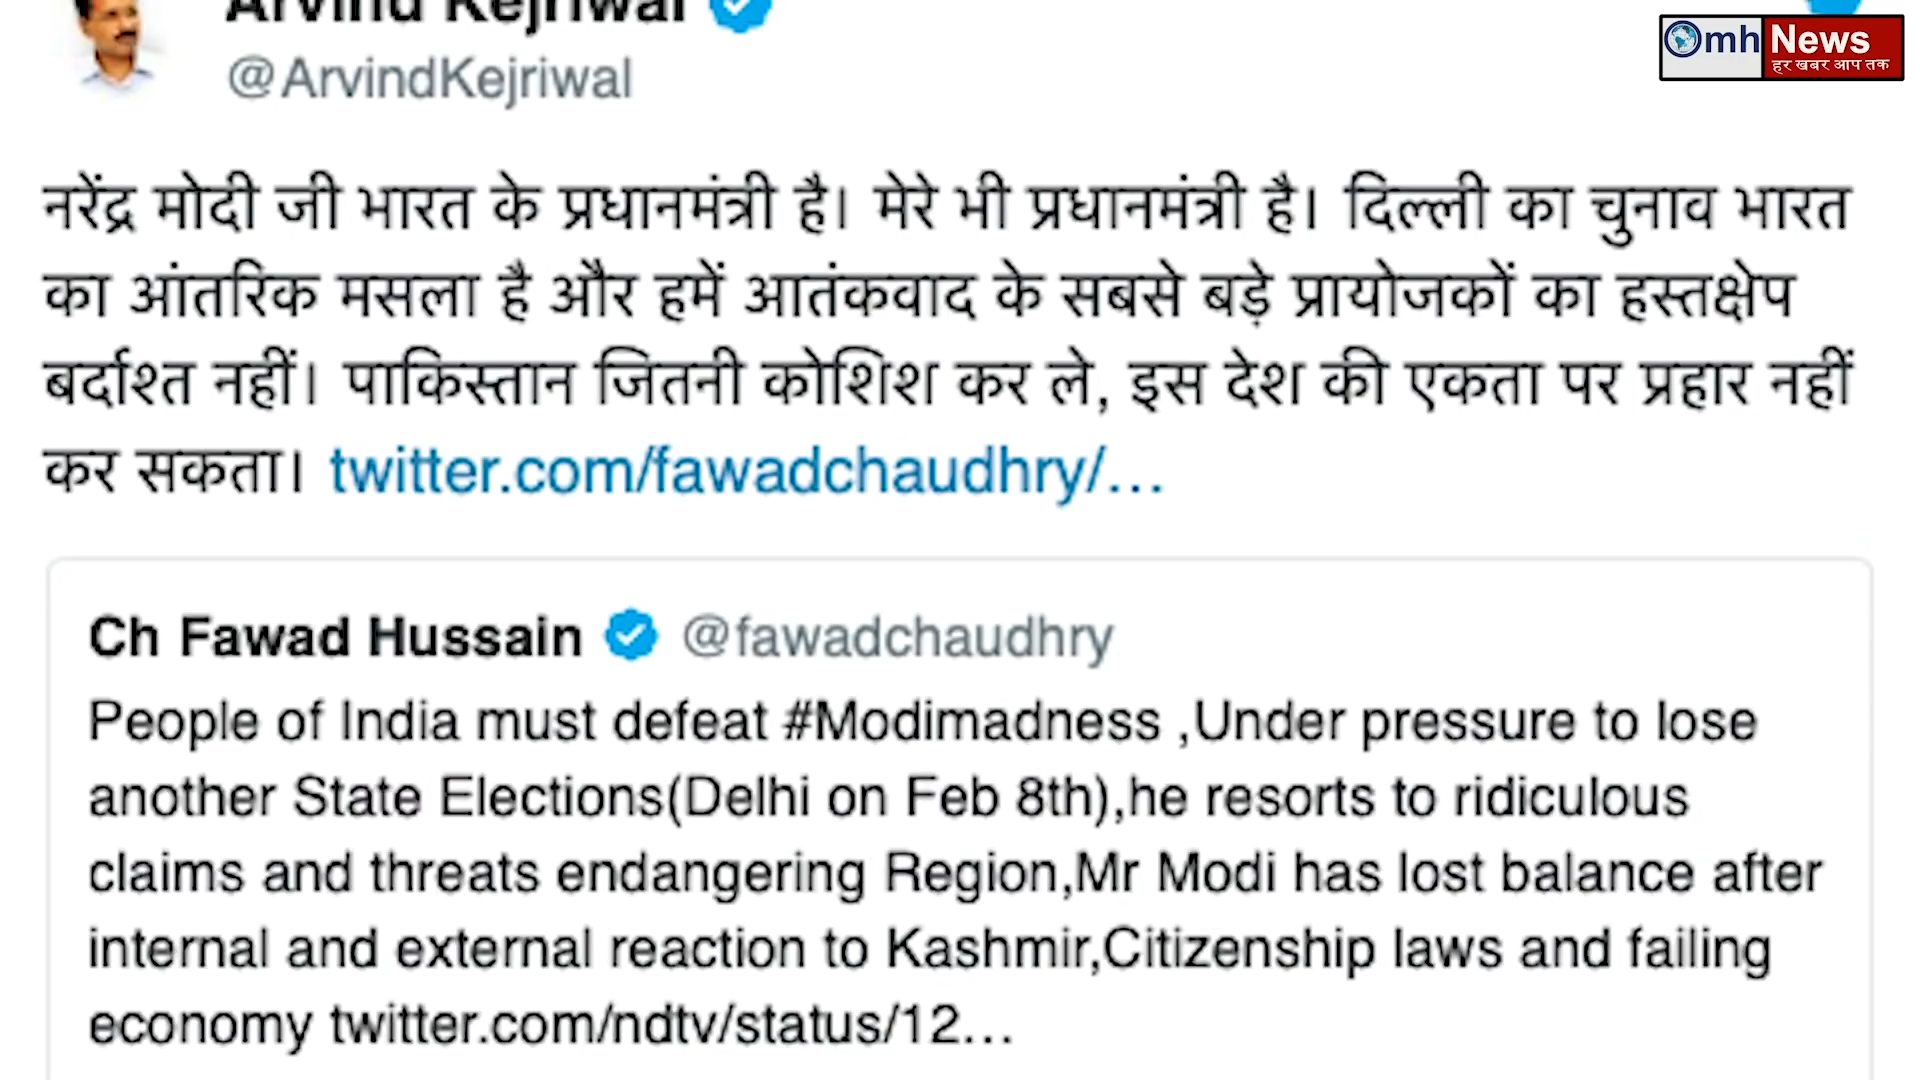 Arvind Kejriwal
@ArvindKejriwal
mh News
हर खबर आप तक
नरेंद्र मोदी जी भारत के प्रधानमंत्री है। मेरे भी प्रधानमंत्री है। दिल्ली का चुनाव भारत
का आंतरिक मसला है और हमें आतंकवाद के सबसे बड़े प्रायोजकों का हस्तक्षेप
बर्दाश्त नहीं। पाकिस्तान जितनी कोशिश कर ले, इस देश की एकता पर प्रहार नहीं
कर सकता। twitter.com/fawadchaudhry/…
Ch Fawad Hussain @fawadchaudhry
People of India must defeat #Modimadness ,Under pressure to lose
another State Elections(Delhi on Feb 8th),he resorts to ridiculous
claims and threats endangering Region,Mr Modi has lost balance after
internal and external reaction to Kashmir,Citizenship laws and failing
economy twitter.com/ndtv/status/12…